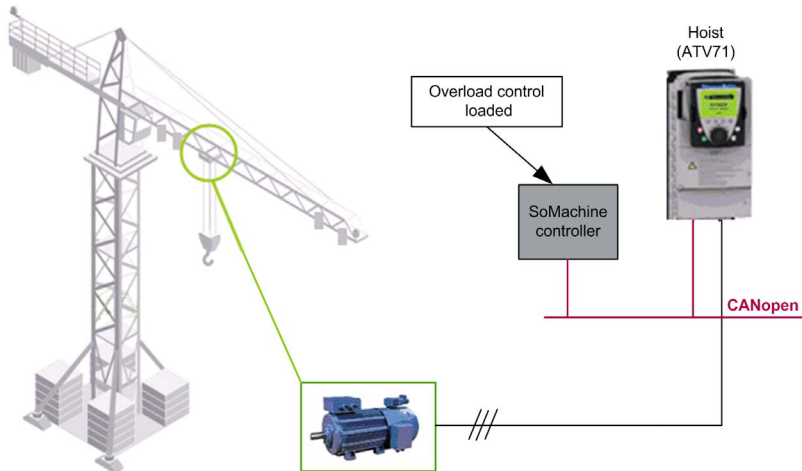 Hoist
(ATV71)
Overload control
loaded
SoMachine
controller
CANopen